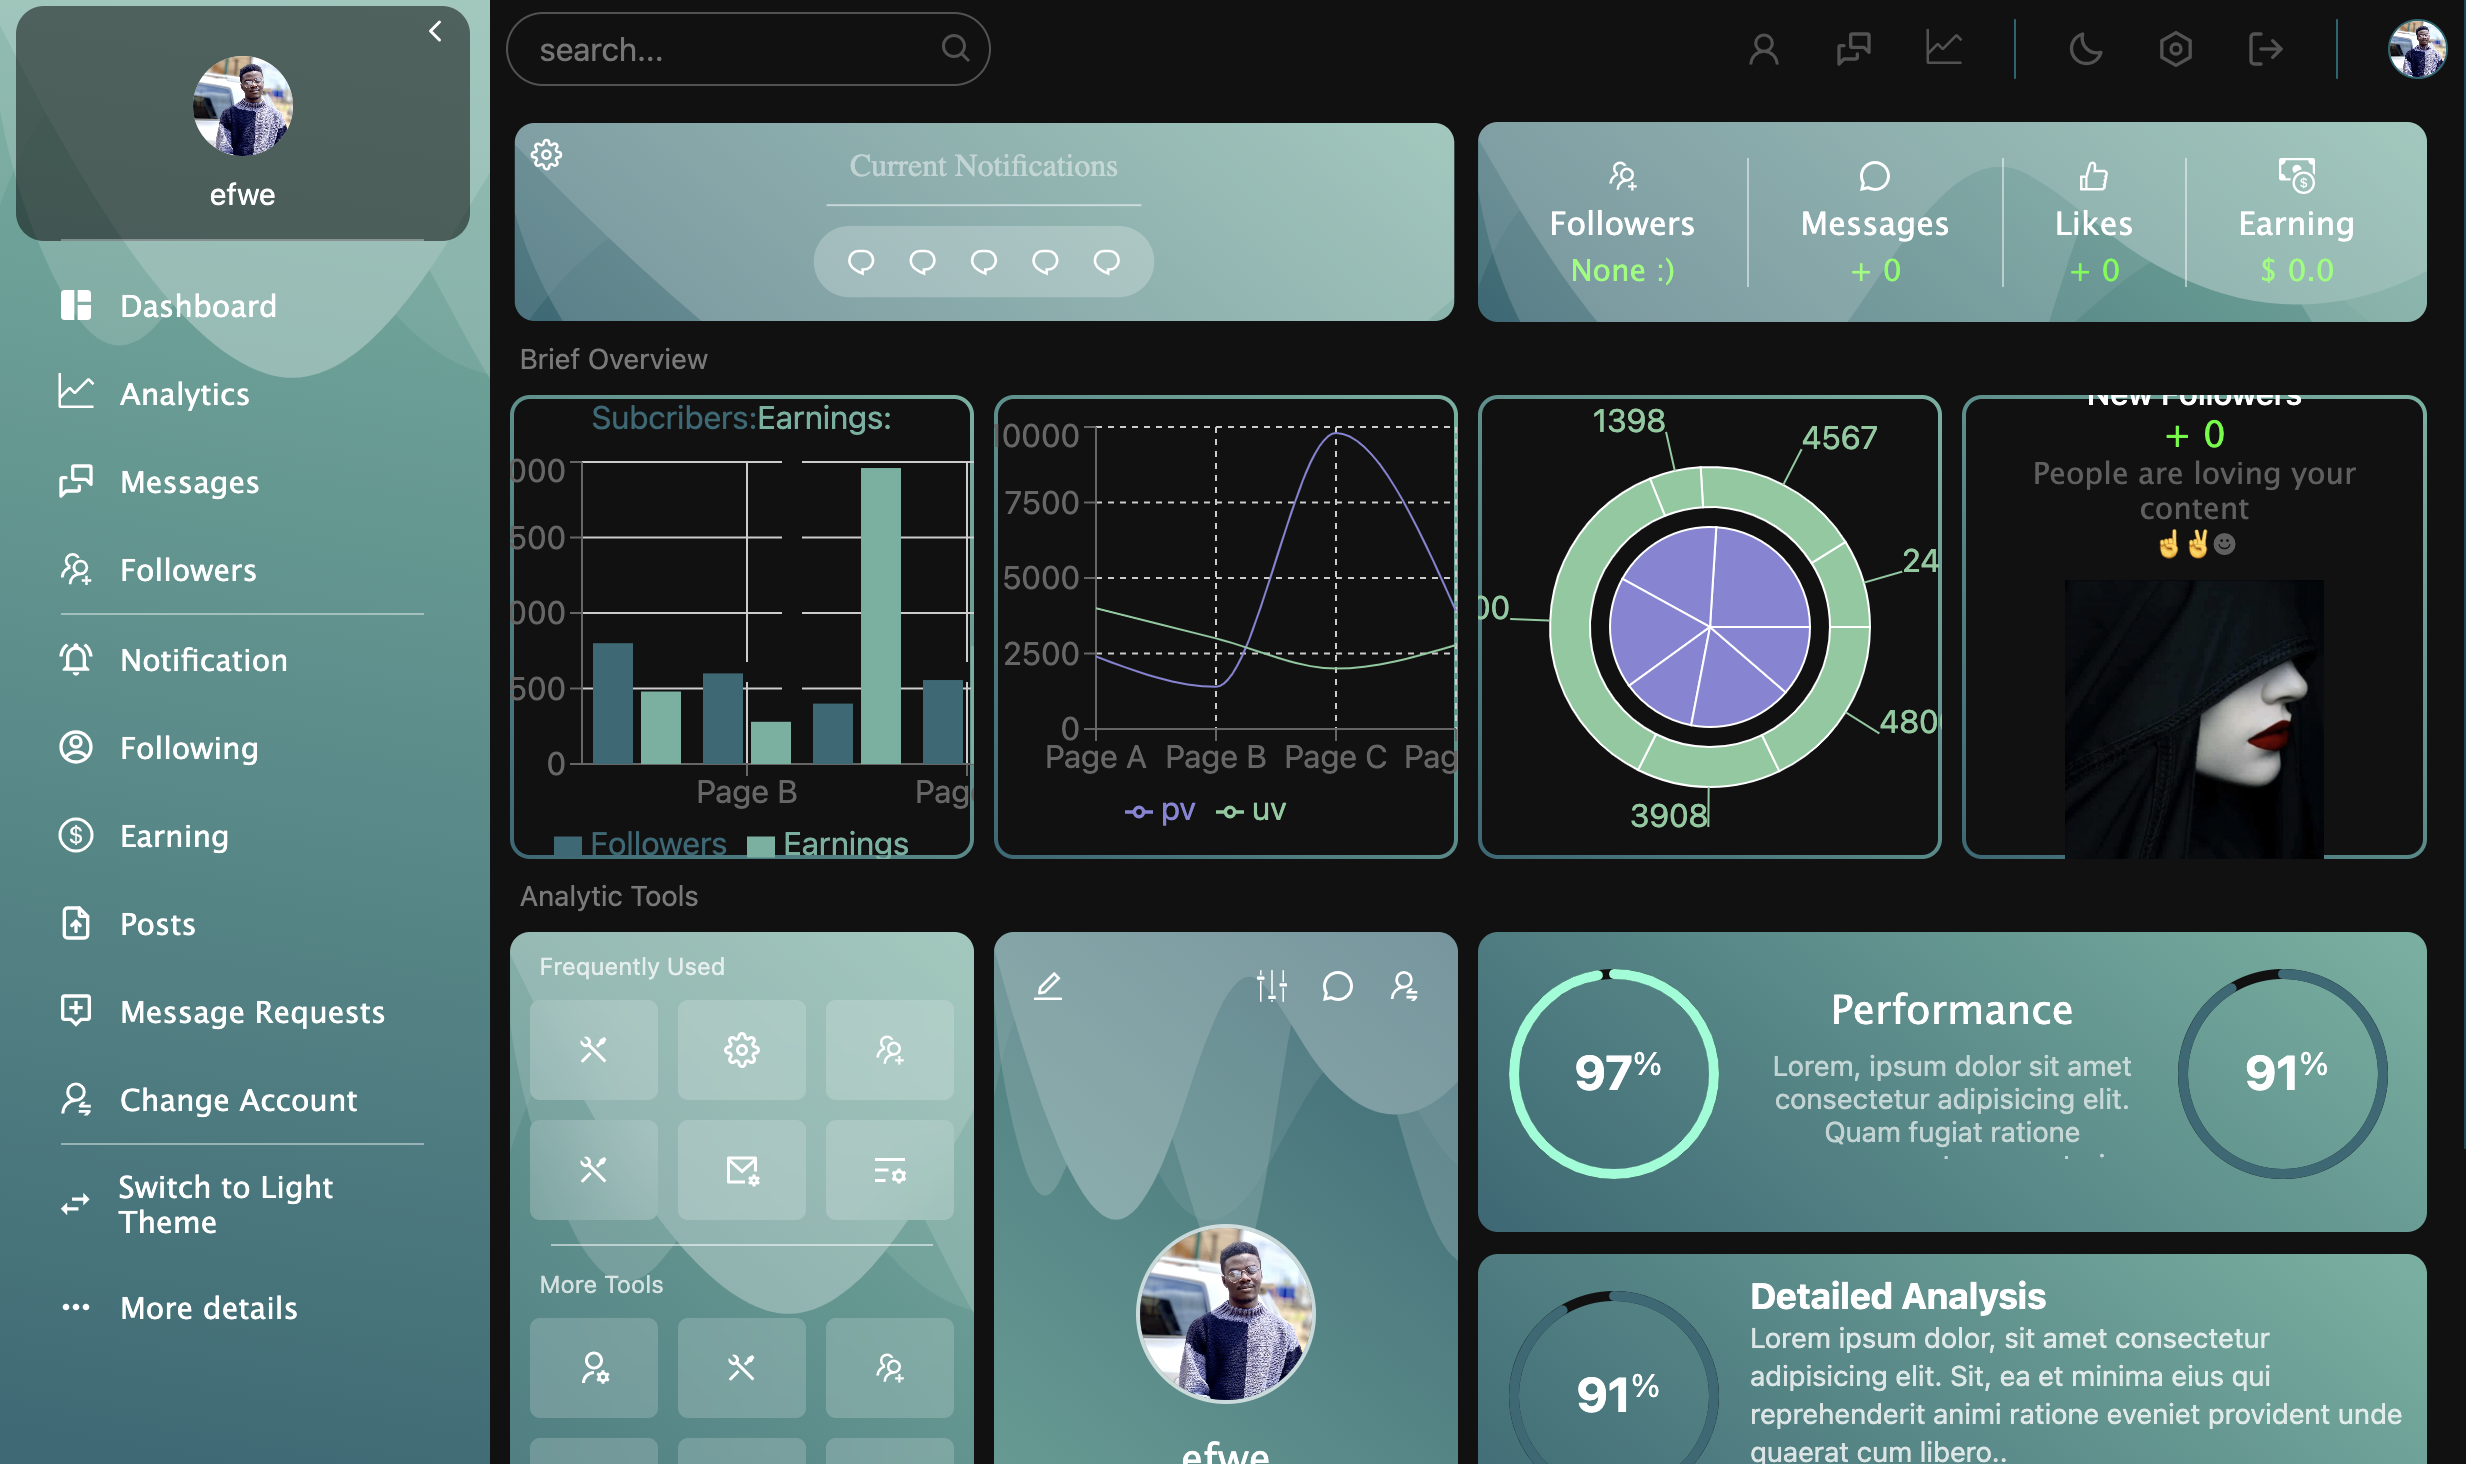 efwe
Dashboard
Analytics
Messages
Followers
Notification
Following
Earning
Posts
Message Requests
Change Account
Switch to Light
Theme
More details
search...
Current Notifications
Followers
None :)
Messages
+ 0
Likes
+ 0
Earning
$ 0.0
Brief Overview
Subcribers:Earnings:
000
500
000
500
0
Page B
Pag
Followers Earnings
0000
7500
5000
2500
0
Page A Page B Page C Pag
pv uv
1398
4567
24
00
480
3908
New Followers
+ 0
People are loving your
content
☝✌☻
Analytic Tools
Frequently Used
More Tools
efwe
97%
Performance
Lorem, ipsum dolor sit amet
consectetur adipisicing elit.
Quam fugiat ratione
91%
91%
Detailed Analysis
Lorem ipsum dolor, sit amet consectetur
adipisicing elit. Sit, ea et minima eius qui
reprehenderit animi ratione eveniet provident unde
quaerat cum libero..